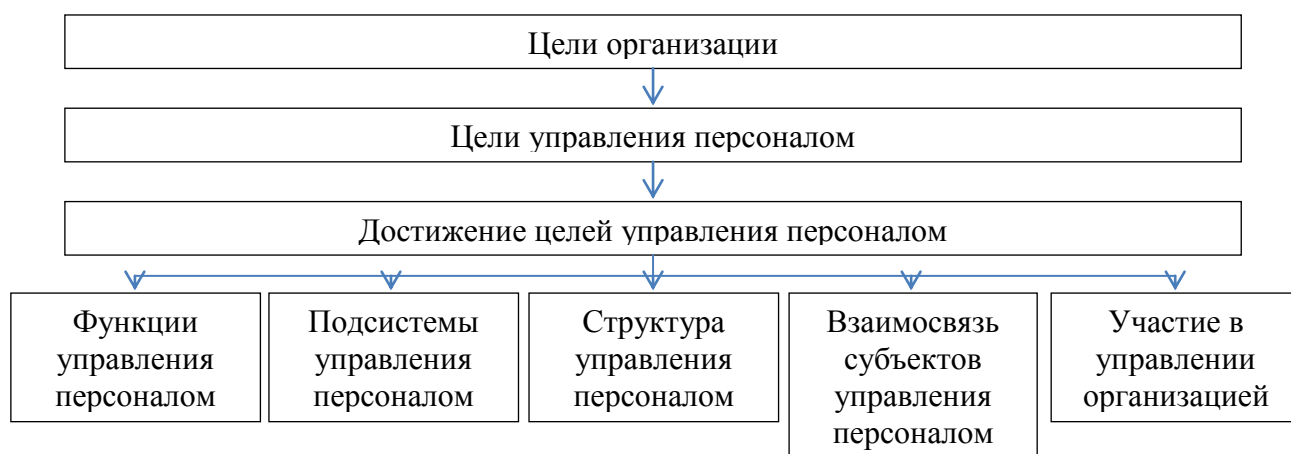 Цели организации
Цели управления персоналом
Достижение целей управления персоналом
Функции
управления
персоналом
Подсистемы
управления
персоналом
Структура
управления
персоналом
Взаимосвязь
субъектов
управления
персоналом
Участие в
управлении
организацией